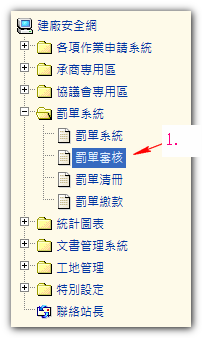 建廠安全網
各項作業申請系統
承商專用區
協議會專用區
罰單系統
罰單系統
罰單審核
1.
罰單清冊
罰單繳款
統計圖表
文書管理系統
工地管理
特別設定
聯絡站長